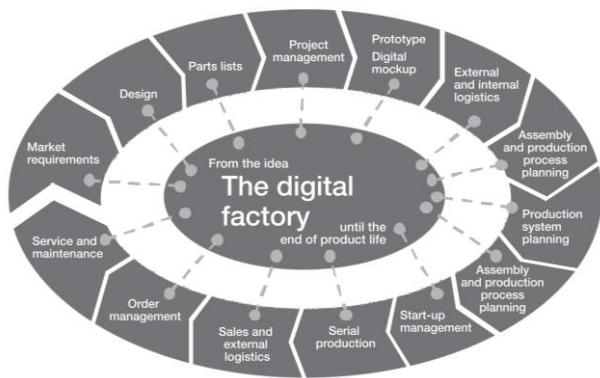 Market
requirements
Design
Parts lists
Project
management
Prototype
Digital
mockup
External
and internal
logistics
Assembly
and production
process
planning
Production
system
planning
Assembly
and production
process
planning
Start-up
management
Serial
production
Sales and
external
logistics
Order
management
Service and
maintenance
From the idea
The digital
factory
until the
end of product life